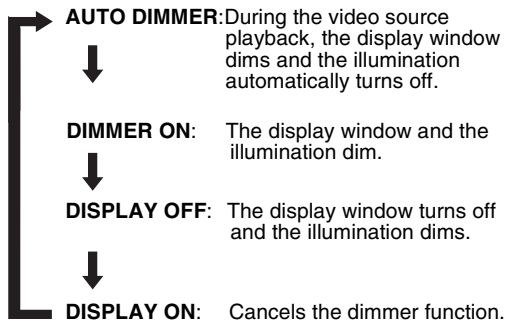 AUTO DIMMER:During the video source
playback, the display window
dims and the illumination
automatically turns off.
DIMMER ON: The display window and the
illumination dim.
DISPLAY OFF: The display window turns off
and the illumination dims.
DISPLAY ON: Cancels the dimmer function.